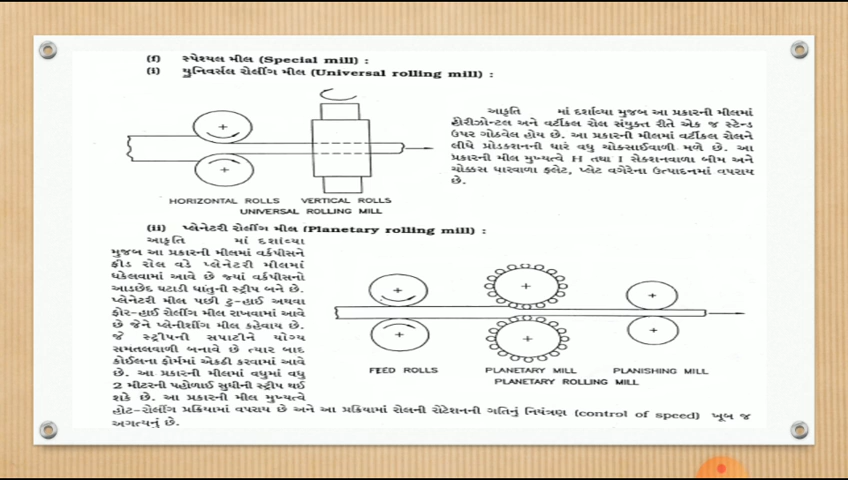 (f) સ્પેશ્યલ મીલ (Special mill) :
(i) યુનિવર્સલ રોલીંગ મીલ (Universal rolling mill) :
આકૃતિ માં દર્શાવ્યા મુજબ આ પ્રકારની મીલમાં
હોરીઝોન્ટલ અને વર્ટીકલ રોલ સંયુક્ત રીતે એક જ સ્ટેન્ડ
ઉપર ગોઠવેલ હોય છે. આ પ્રકારની મીલમાં વર્ટીકલ રોલને
લીધે પ્રોડક્શનની ધાર વધુ ચોકસાઈવાળી મળે છે. આ
પ્રકારની મીલ મુખ્યત્વે H તથા I સેક્શનવાળા બીમ અને
ચોક્કસ ધારવાળા ફ્લેટ, પ્લેટ વગેરેના ઉત્પાદનમાં વપરાય
છે.
HORIZONTAL ROLLS VERTICAL ROLLS
UNIVERSAL ROLLING MILL
(ii) પ્લેનેટરી રોલીંગ મીલ (Planetary rolling mill) :
આકૃતિ માં દર્શાવ્યા
મુજબ આ પ્રકારની મીલમાં વર્કપીસને
ફીડ રોલ વડે પ્લેનેટરી મીલમાં
ધકેલવામાં આવે છે જ્યાં વર્કપીસનો
આડછેદ ઘટાડી ધાતુની સ્ટ્રીપ બને છે.
પ્લેનેટરી મીલ પછી ટુ-હાઈ અથવા
ફોર-હાઈ રોલીંગ મીલ રાખવામાં આવે
છે જેને પ્લેનીશીંગ મીલ કહેવાય છે.
જે સ્ટ્રીપની સપાટીને યોગ્ય
સમતલવાળી બનાવે છે ત્યાર બાદ
કોઈલના ફોર્મમાં એકઠી કરવામાં આવે
છે. આ પ્રકારની મીલમાં વધુમાં વધુ
2 મીટરની પહોળાઈ સુધીની સ્ટ્રીપ થઈ
શકે છે. આ પ્રકારની મીલ મુખ્યત્વે
હોટ-રોલીંગ પ્રક્રિયામાં વપરાય છે અને આ પ્રક્રિયામાં રોલની રોટેશનની ગતિનું નિયંત્રણ (control of speed) ખૂબ જ
અગત્યનું છે.
FEED ROLLS PLANETARY MILL PLANISHING MILL
PLANETARY ROLLING MILL